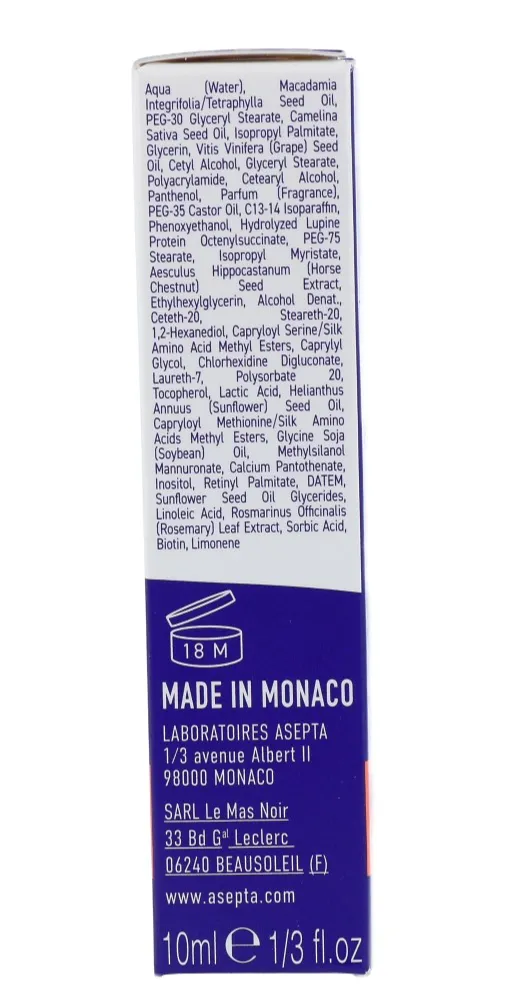 Aqua (Water), Macadamia
Integrifolia/Tetraphylla Seed Oil,
PEG-30 Glyceryl Stearate, Camelina
Sativa Seed Oil, Isopropyl Palmitate,
Glycerin, Vitis Vinifera (Grape) Seed
Oil, Cetyl Alcohol, Glyceryl Stearate,
Polyacrylamide, Cetearyl Alcohol,
Panthenol, Parfum (Fragrance),
PEG-35 Castor Oil, C13-14 Isoparaffin,
Phenoxyethanol, Hydrolyzed Lupine
Protein Octenylsuccinate, PEG-75
Stearate, Isopropyl Myristate,
Aesculus Hippocastanum (Horse
Chestnut) Seed Extract,
Ethylhexylglycerin, Alcohol Denat.,
Ceteth-20, Steareth-20,
1,2-Hexanediol, Capryloyl Serine/Silk
Amino Acid Methyl Esters, Caprylyl
Glycol, Chlorhexidine Digluconate,
Laureth-7, Polysorbate 20,
Tocopherol, Lactic Acid, Helianthus
Annuus (Sunflower) Seed Oil,
Capryloyl Methionine/Silk Amino
Acids Methyl Esters, Glycine Soja
(Soybean) Oil, Methylsilanol
Mannuronate, Calcium Pantothenate,
Inositol, Retinyl Palmitate, DATEM,
Sunflower Seed Oil Glycerides,
Linoleic Acid, Rosmarinus Officinalis
(Rosemary) Leaf Extract, Sorbic Acid,
Biotin, Limonene
18 M
MADE IN MONACO
LABORATOIRES ASEPTA
1/3 avenue Albert II
98000 MONACO
SARL Le Mas Noir
33 Bd Gal Leclerc
06240 BEAUSOLEIL (F)
www.asepta.com
10ml ℮ 1/3 fl.oz